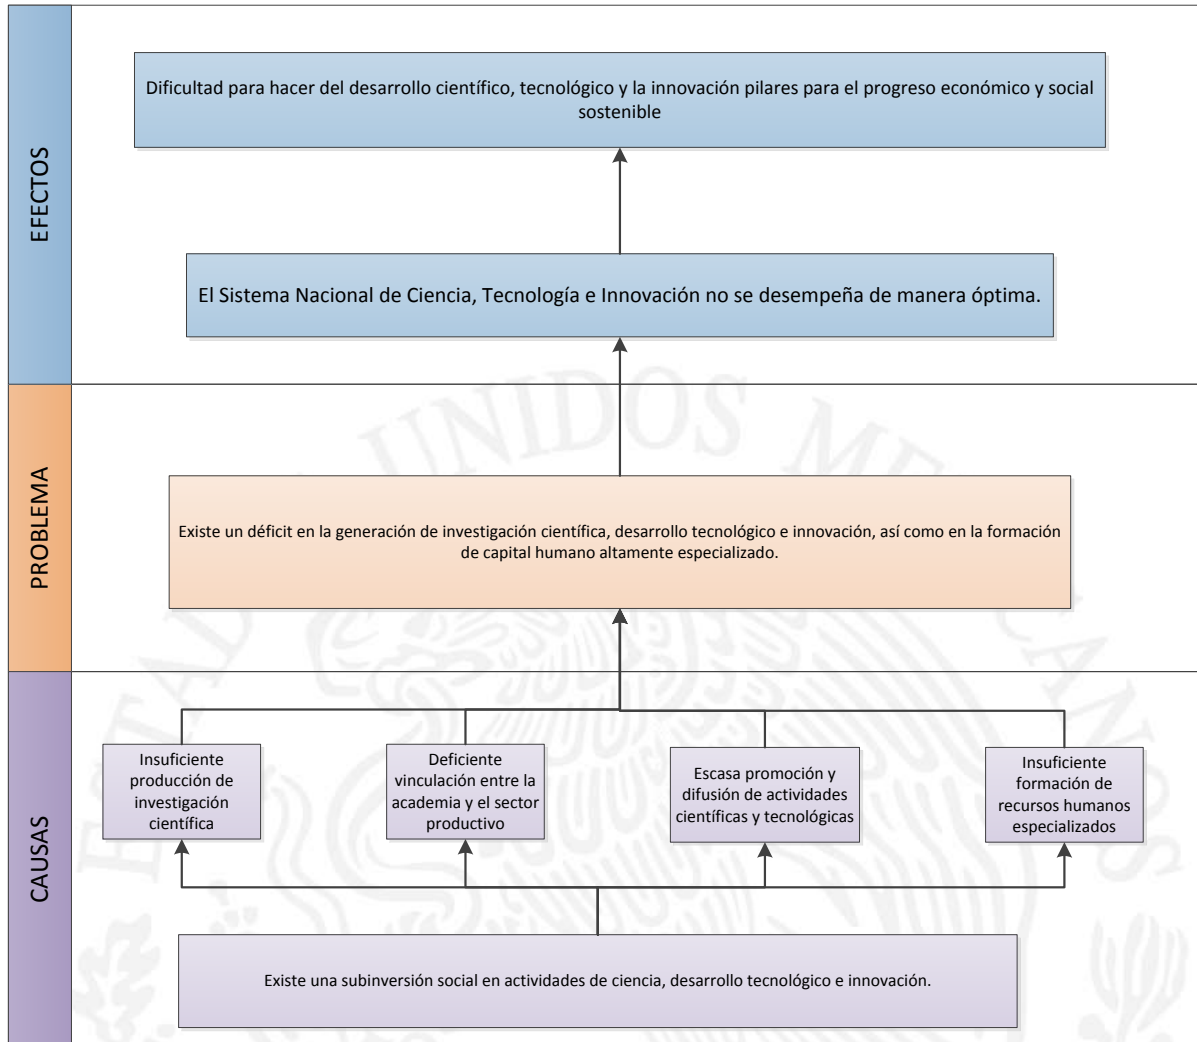 EFECTOS
Dificultad para hacer del desarrollo científico, tecnológico y la innovación pilares para el progreso económico y social
sostenible
El Sistema Nacional de Ciencia, Tecnología e Innovación no se desempeña de manera óptima.
PROBLEMA
Existe un déficit en la generación de investigación científica, desarrollo tecnológico e innovación, así como en la formación
de capital humano altamente especializado.
CAUSAS
Insuficiente
producción de
investigación
científica
Deficiente
vinculación entre la
academia y el sector
productivo
Escasa promoción y
difusión de actividades
científicas y tecnológicas
Insuficiente
formación de
recursos humanos
especializados
Existe una subinversión social en actividades de ciencia, desarrollo tecnológico e innovación.